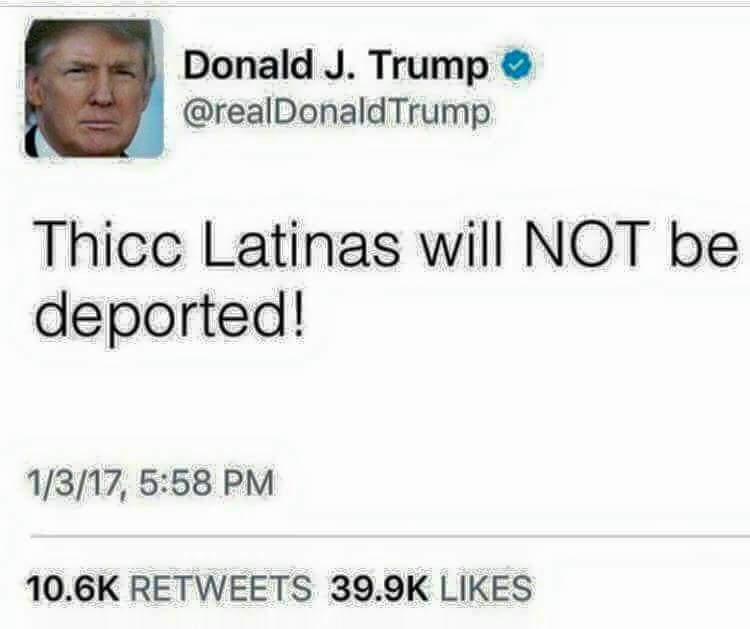 Donald J. Trump
@realDonaldTrump
Thicc Latinas will NOT be
deported!
1/3/17, 5:58 PM
10.6K RETWEETS 39.9K LIKES